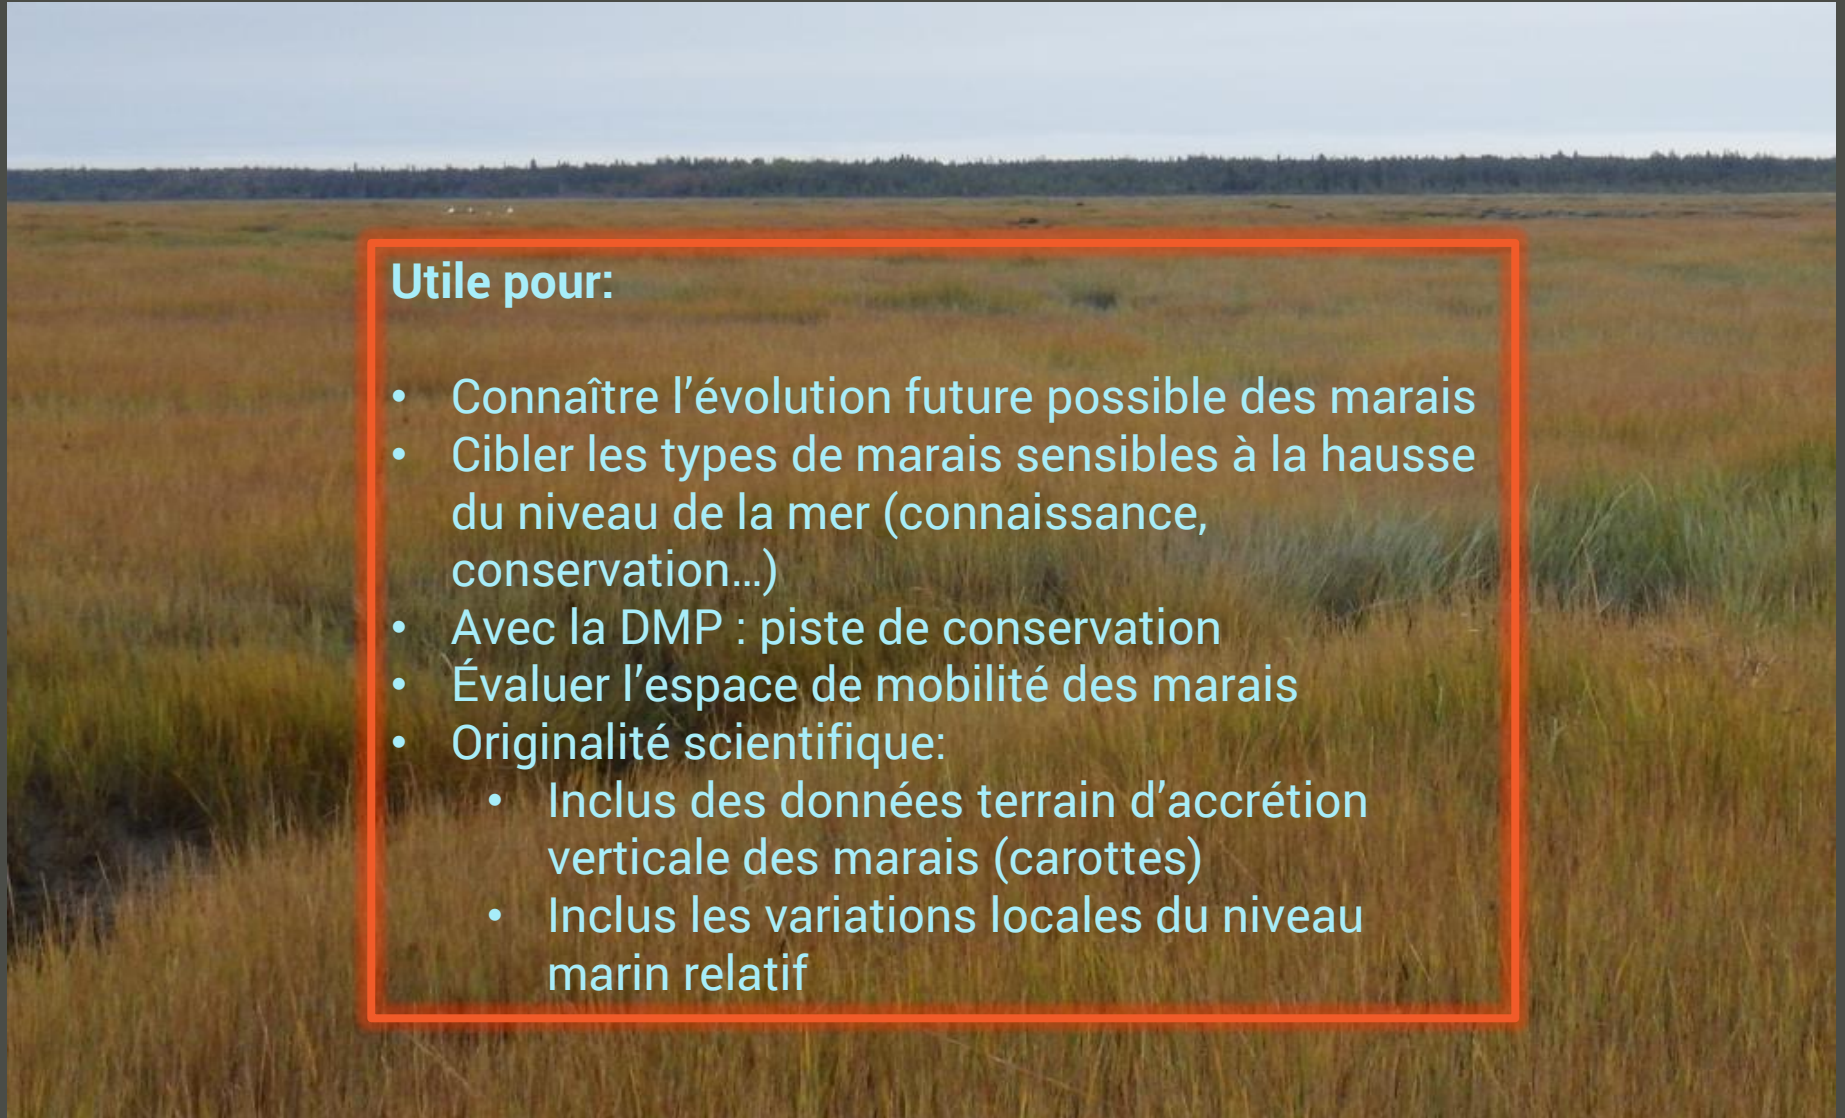 Utile pour:
• Connaître l’évolution future possible des marais
• Cibler les types de marais sensibles à la hausse
du niveau de la mer (connaissance,
conservation…)
• Avec la DMP : piste de conservation
• Évaluer l’espace de mobilité des marais
• Originalité scientifique:
• Inclus des données terrain d’accrétion
verticale des marais (carottes)
• Inclus les variations locales du niveau
marin relatif